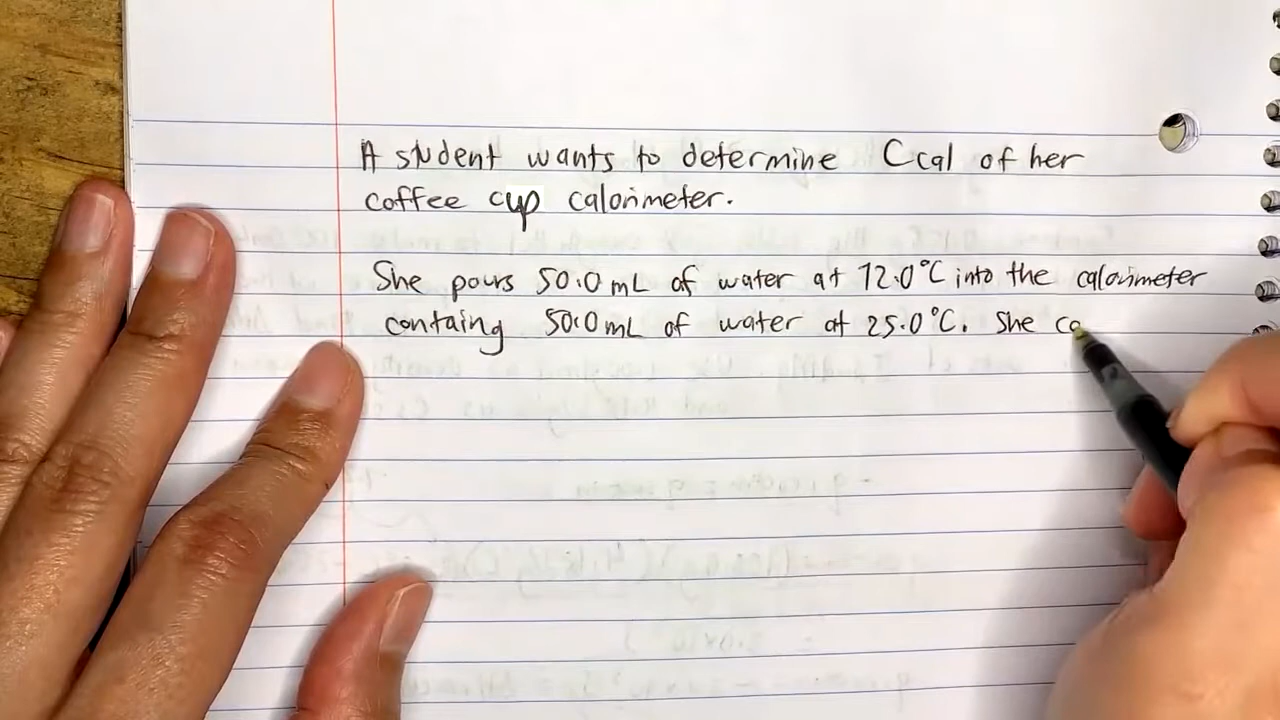 A student wants to determine Ccal of her
coffee cup calorimeter.
She pours 50.0 mL of water at 72.0°C into the calorimeter
containg 50.0 mL of water at 25.0°C. She co